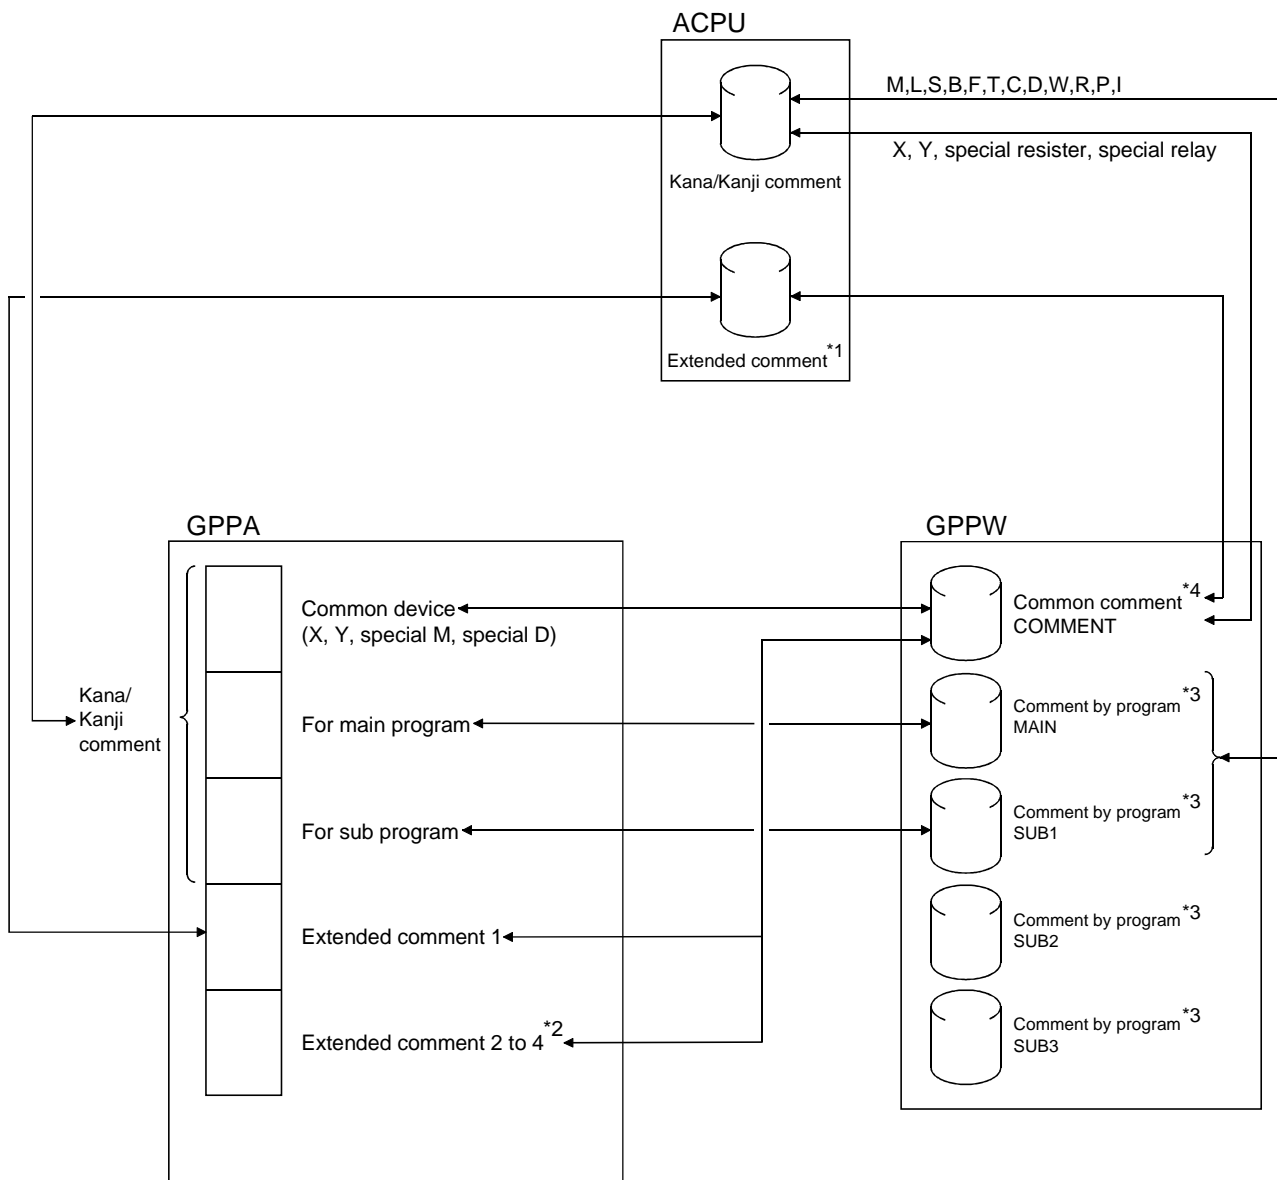 ACPU
M,L,S,B,F,T,C,D,W,R,P,I
X, Y, special resister, special relay
Kana/Kanji comment
Extended comment*1
GPPA
Common device
(X, Y, special M, special D)
Kana/
Kanji
comment
For main program
For sub program
Extended comment 1
Extended comment 2 to 4*2
GPPW
Common comment*4
COMMENT
Comment by program*3
MAIN
Comment by program*3
SUB1
Comment by program*3
SUB2
Comment by program*3
SUB3